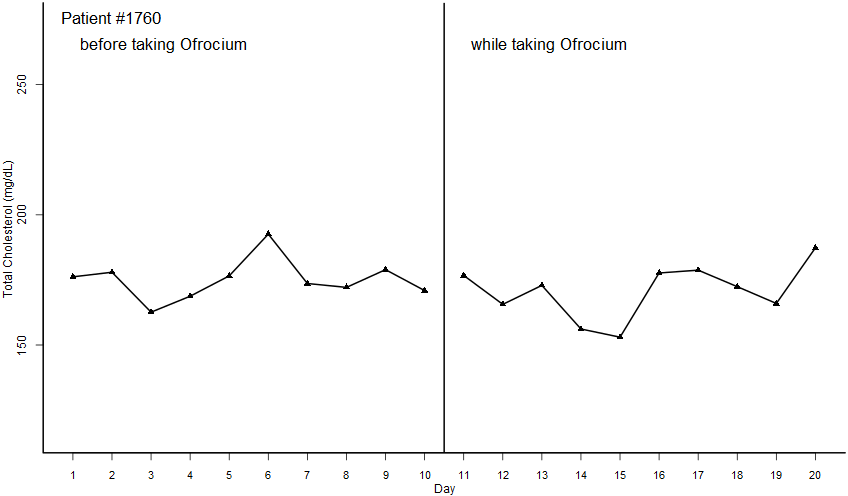 Patient #1760
before taking Ofrocium
while taking Ofrocium
Total Cholesterol (mg/dL)
250
200
150
1 2 3 4 5 6 7 8 9 10 11 12 13 14 15 16 17 18 19 20
Day